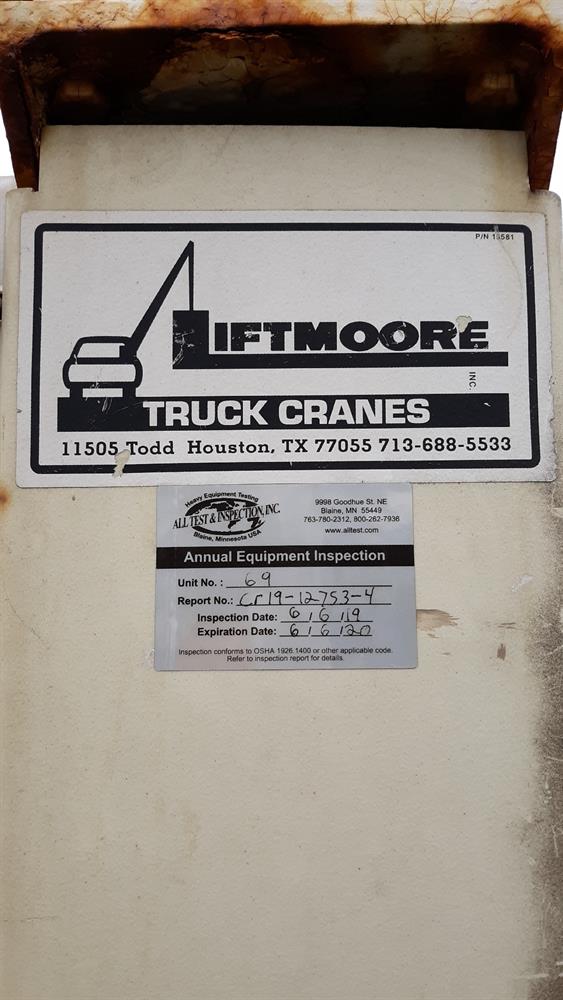 P/N 16581
LIFTMOORE
INC.
TRUCK CRANES
11505 Todd Houston, TX 77055 713-688-5533
Heavy Equipment Testing
ALL TEST & INSPECTION, INC.
Blaine, Minnesota USA
9998 Goodhue St. NE
Blaine, MN 55449
763-780-2312, 800-262-7936
www.alltest.com
Annual Equipment Inspection
Unit No.: 69
Report No.: Cr19-12753-4
Inspection Date: 6/6/19
Expiration Date: 6/6/20
Inspection conforms to OSHA 1926.1400 or other applicable code.
Refer to inspection report for details.